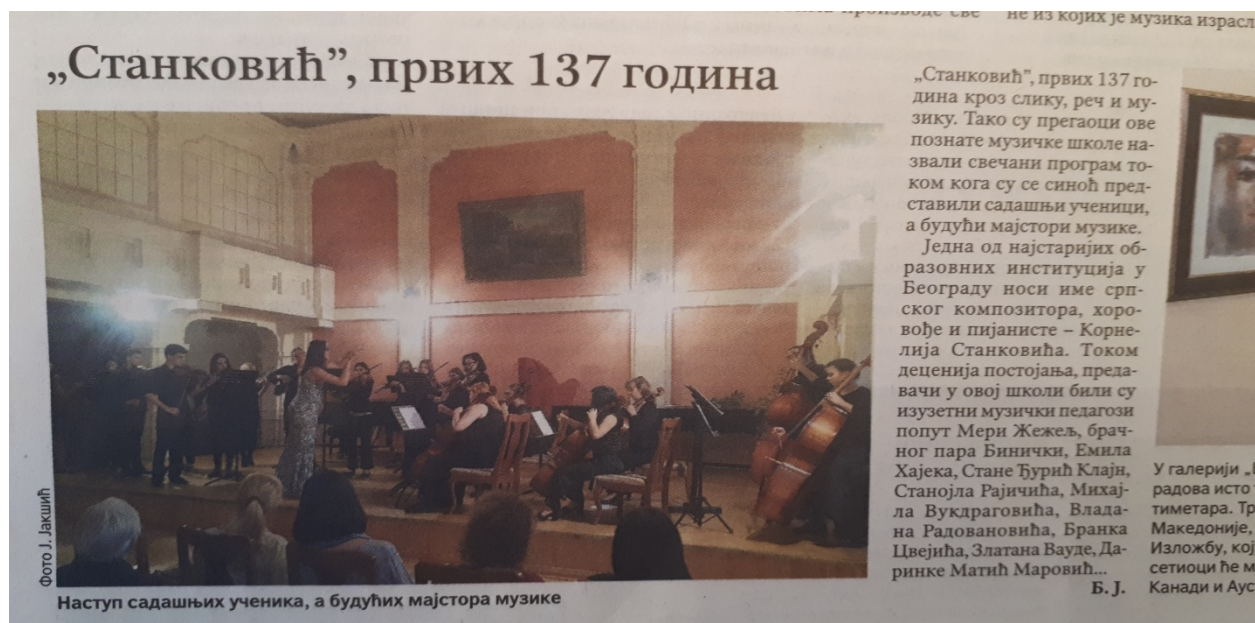 не из којих је музика
„Станковић”, првих 137 година
Фото Ј. Јакшић
Наступ садашњих ученика, а будућих мајстора музике
„Станковић”, првих 137 го-
дина кроз слику, реч и му-
зику. Тако су прегаоци ове
познате музичке школе на-
звали свечани програм то-
ком кога су се синоћ пред-
ставили садашњи ученици,
а будући мајстори музике.
Једна од најстаријих об-
разовних институција у
Београду носи име срп-
ског композитора, хоро-
вође и пијанисте – Корне-
лија Станковића. Током
деценија постојања, преда-
вачи у овој школи били су
изузетни музички педагози
попут Мери Жежељ, брач-
ног пара Бинички, Емила
Хајека, Стане Ђурић Клајн,
Станојла Рајичића, Михај-
ла Вукдраговића, Влада-
на Радовановића, Бранка
Цвејића, Златана Вауде, Да-
ринке Матић Маровић...
Б. Ј.
У галерији
радова исто
тиметара.
Македоније,
Изложбу,
сетиоци ће
Канади и